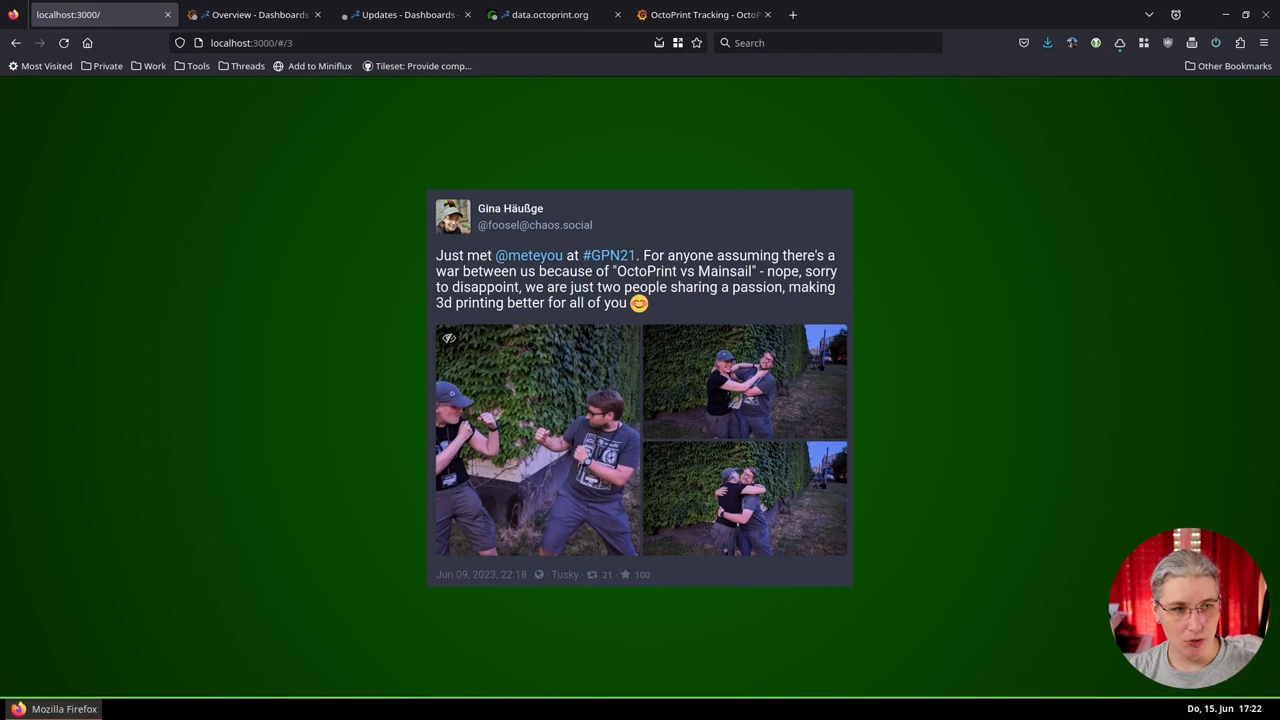 localhost:3000/
Overview - Dashboards
Updates - Dashboards -
data.octoprint.org
OctoPrint Tracking - OctoP
localhost:3000/#/3
Search
Most Visited
Private
Work
Tools
Threads
Add to Miniflux
Tileset: Provide comp...
Other Bookmarks
Gina Häußge
@foosel@chaos.social
Just met @meteyou at #GPN21. For anyone assuming there's a
war between us because of "OctoPrint vs Mainsail" - nope, sorry
to disappoint, we are just two people sharing a passion, making
3d printing better for all of you 😊
Jun 09, 2023, 22:18 · Tusky · 21 · 100
Mozilla Firefox
Do, 15. Jun 17:22